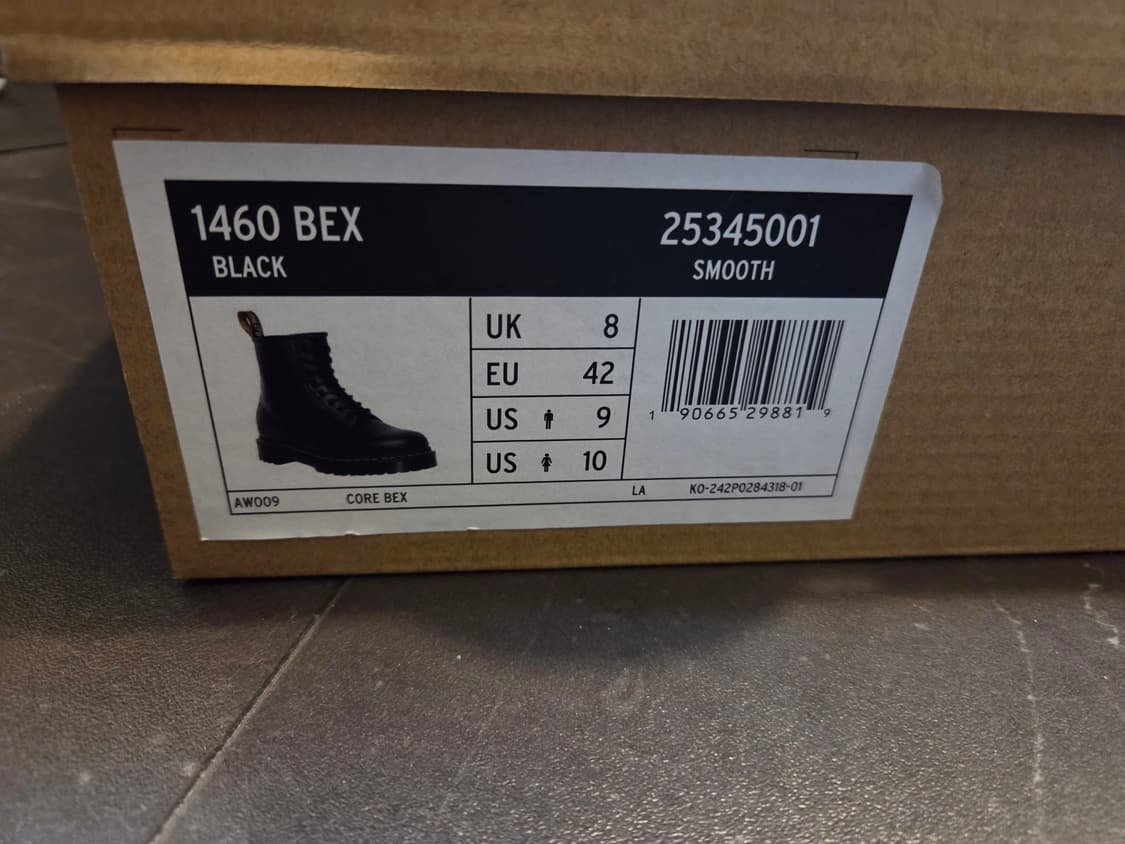 1460 BEX 25345001
BLACK SMOOTH
UK 8
EU 42
US 9
US 10
1 90665 29881 9
AW009 CORE BEX LA KO-242P0284318-01